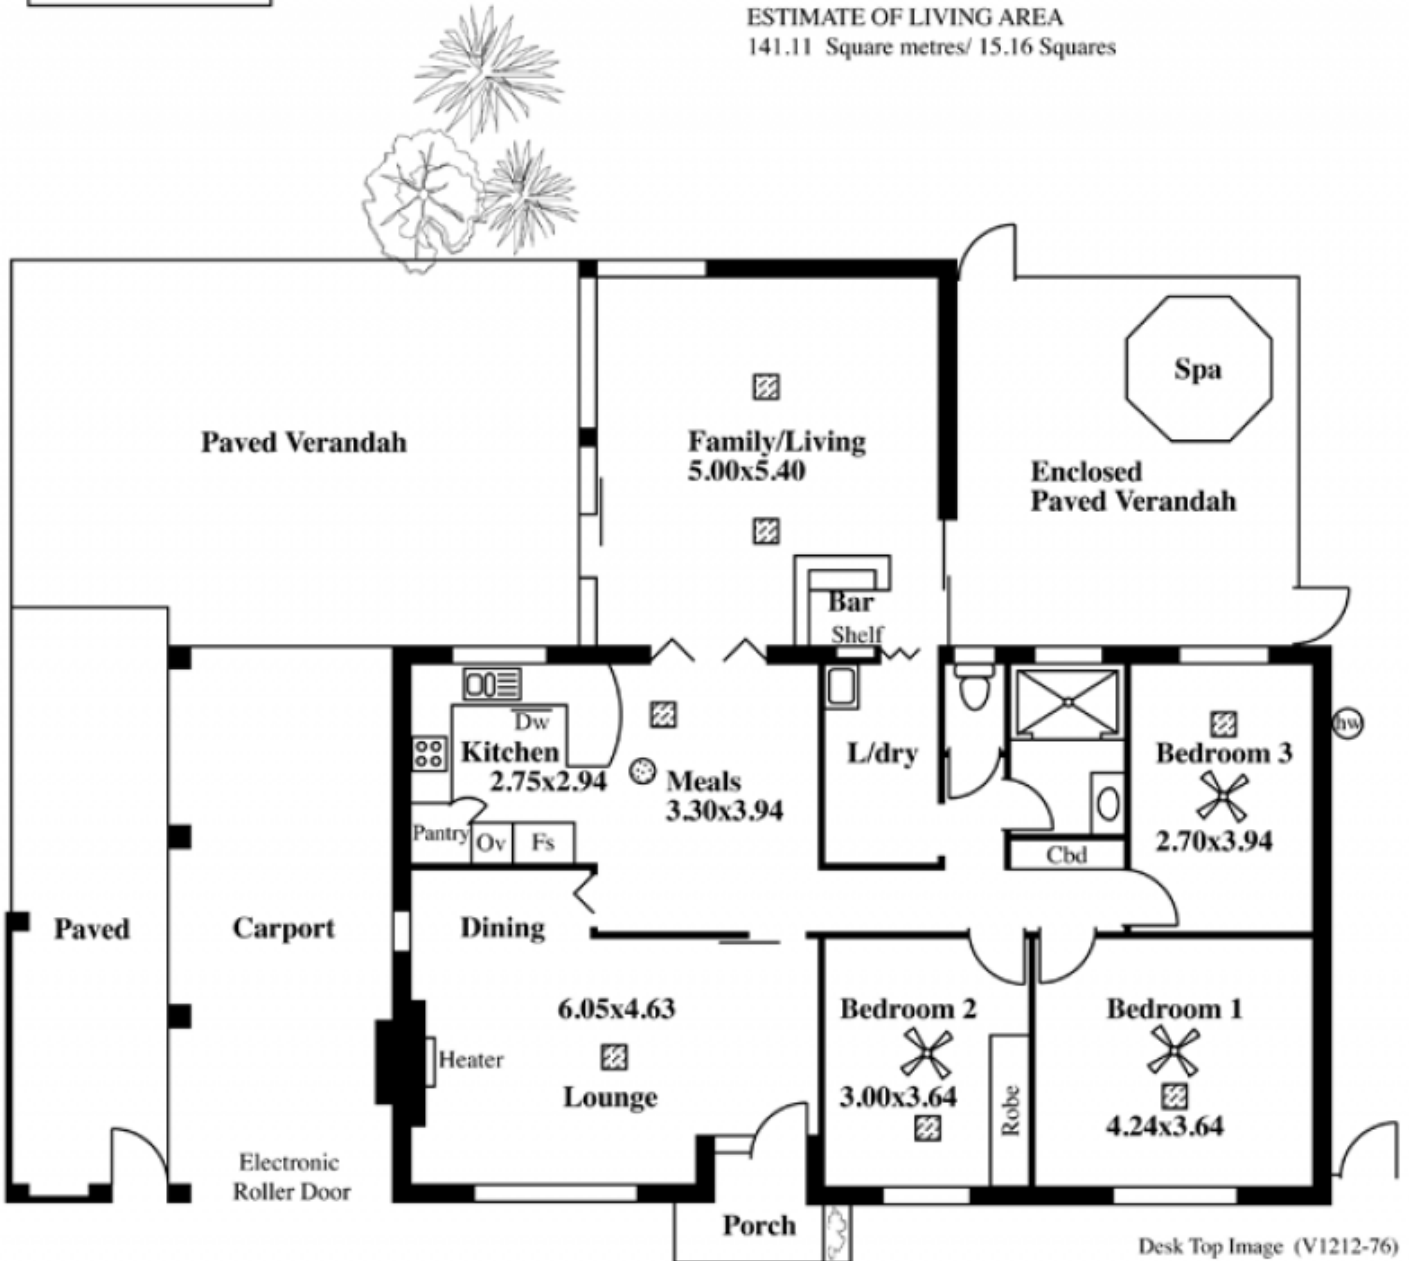 ESTIMATE OF LIVING AREA
141.11 Square metres/ 15.16 Squares
Spa
Paved Verandah
Family/Living
5.00x5.40
Enclosed
Paved Verandah
Bar
Shelf
Dw
Kitchen
2.75x2.94
Meals
3.30x3.94
L/dry
Bedroom 3
2.70x3.94
hw
Pantry
Ov
Fs
Cbd
Paved
Carport
Dining
6.05x4.63
Heater
Lounge
Bedroom 2
3.00x3.64
Robe
Bedroom 1
4.24x3.64
Electronic
Roller Door
Porch
Desk Top Image (V1212-76)